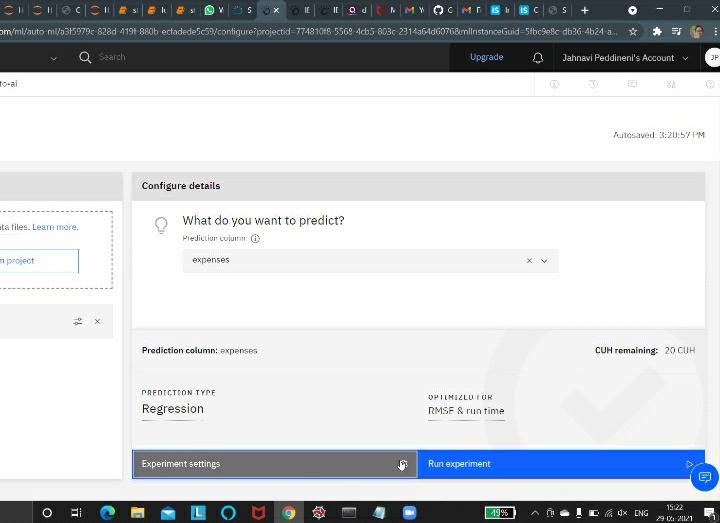 om/ml/auto-ml/a3f5979c-828d-419f-880b-ecfadede5c59/configure?projectid=774810f8-5568-4cb5-803c-2314a64d6076&mlInstanceGuid=5fbc9e8c-db36-4b24-a...
Search
Upgrade
Jahnavi Peddineni's Account
JP
to-ai
Autosaved: 3:20:57 PM
Configure details
ata files. Learn more.
What do you want to predict?
Prediction column
m project
expenses
Prediction column: expenses
CUH remaining: 20 CUH
PREDICTION TYPE
OPTIMIZED FOR
Regression
RMSE & run time
Experiment settings
Run experiment
49%
ENG
15:22
29-05-2021